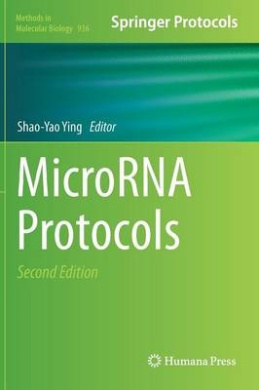 Methods in
Molecular Biology 936
Springer Protocols
Shao-Yao Ying Editor
MicroRNA
Protocols
Second Edition
Humana Press